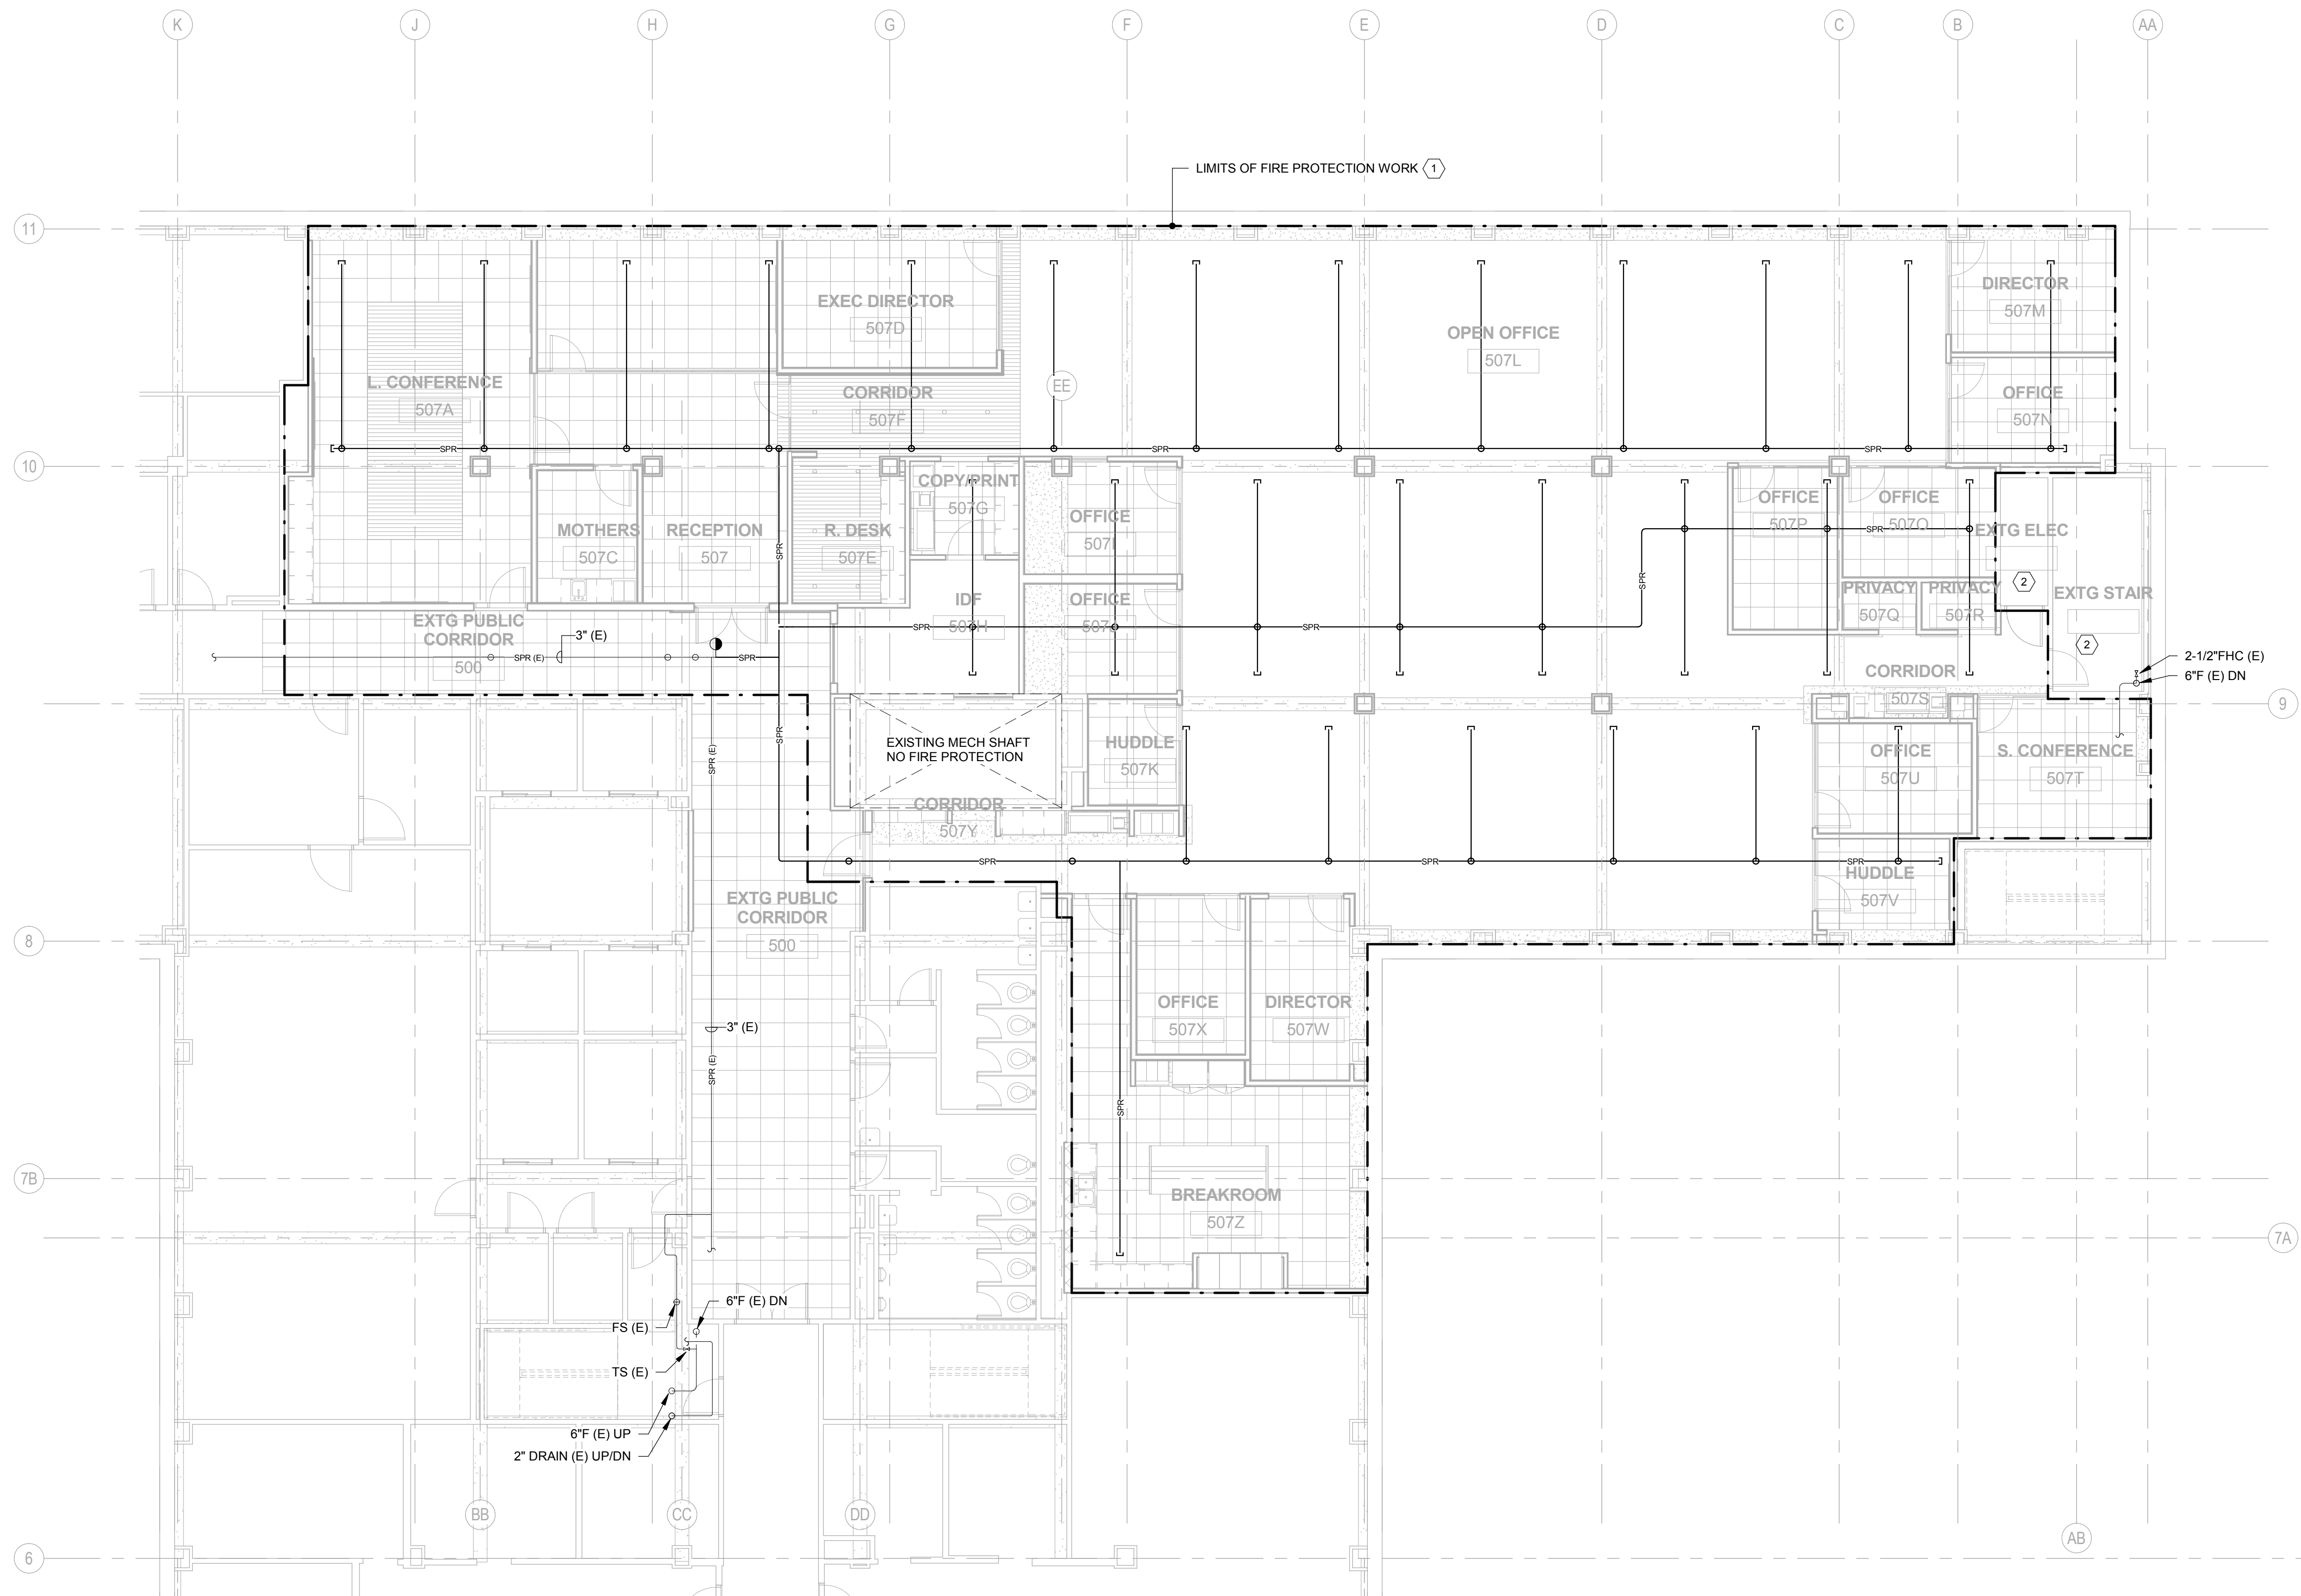 K
J
H
G
F
E
D
C
B
AA
LIMITS OF FIRE PROTECTION WORK 1
11
EXEC DIRECTOR
507D
DIRECTOR
507M
OPEN OFFICE
507L
L. CONFERENCE
507A
CORRIDOR
507F
EE
OFFICE
507N
SPR
SPR
SPR
10
COPY/PRINT
507G
MOTHERS
507C
RECEPTION
507
R. DESK
507E
OFFICE
507I
OFFICE
507P
OFFICE
507O
SPR
EXTG ELEC
SPR
SPR
2
IDF
507H
OFFICE
PRIVACY
507Q
PRIVACY
507R
EXTG STAIR
EXTG PUBLIC
CORRIDOR
500
3" (E)
SPR (E)
SPR
SPR
SPR
2
CORRIDOR
507S
2-1/2"FHC (E)
6"F (E) DN
9
SPR (E)
SPR
EXISTING MECH SHAFT
NO FIRE PROTECTION
HUDDLE
507K
OFFICE
507U
S. CONFERENCE
507T
CORRIDOR
507Y
SPR
SPR
SPR
HUDDLE
507V
EXTG PUBLIC
CORRIDOR
500
8
OFFICE
507X
DIRECTOR
507W
3" (E)
SPR (E)
SPR
7B
BREAKROOM
507Z
7A
6"F (E) DN
FS (E)
TS (E)
6"F (E) UP
2" DRAIN (E) UP/DN
BB
CC
DD
AB
6